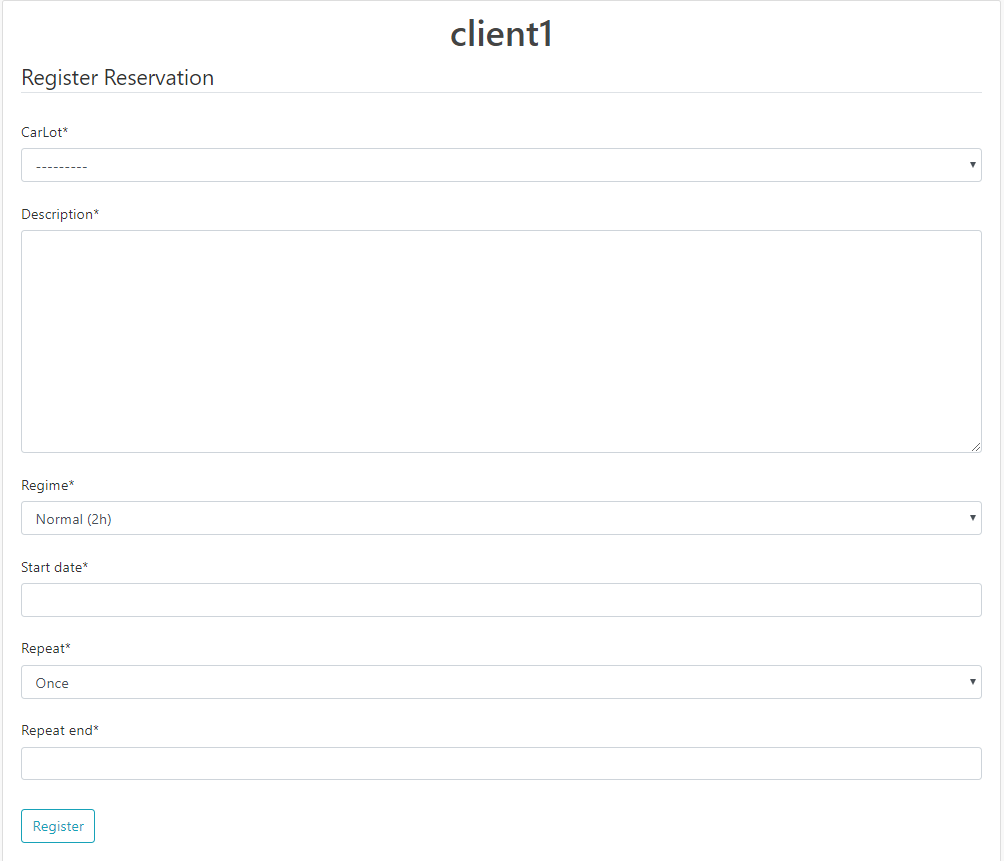 client1
Register Reservation
CarLot*
---------
Description*
Regime*
Normal (2h)
Start date*
Repeat*
Once
Repeat end*
Register